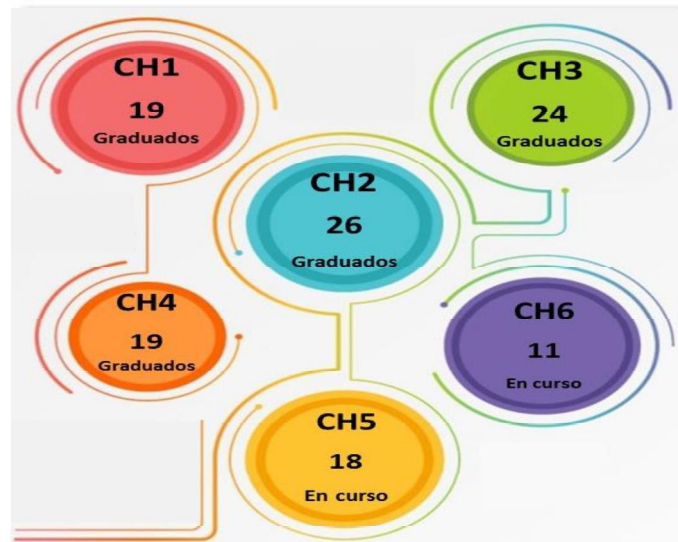 CH1
19
Graduados
CH3
24
Graduados
CH2
26
Graduados
CH4
19
Graduados
CH6
11
En curso
CH5
18
En curso